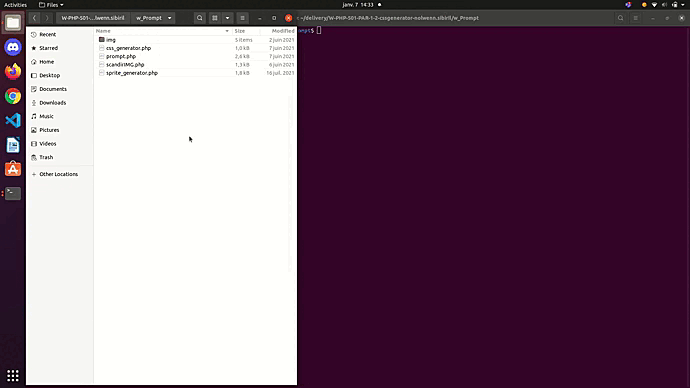 Activities
Files
janv. 7 14:33
W-PHP-501-...lwenn.sibiril
w_Prompt
~/delivery/W-PHP-501-PAR-1-2-cssgenerator-nolwenn.sibiril/w_Prompt
Recent
Starred
Home
Desktop
Documents
Downloads
Music
Pictures
Videos
Trash
+ Other Locations
Name Size Modified
img 5 items 2 juin 2021
css_generator.php 1,0 kB 7 juin 2021
prompt.php 2,6 kB 7 juin 2021
scandirIMG.php 1,3 kB 6 juin 2021
sprite_generator.php 1,8 kB 16 juil. 2021
ompt$